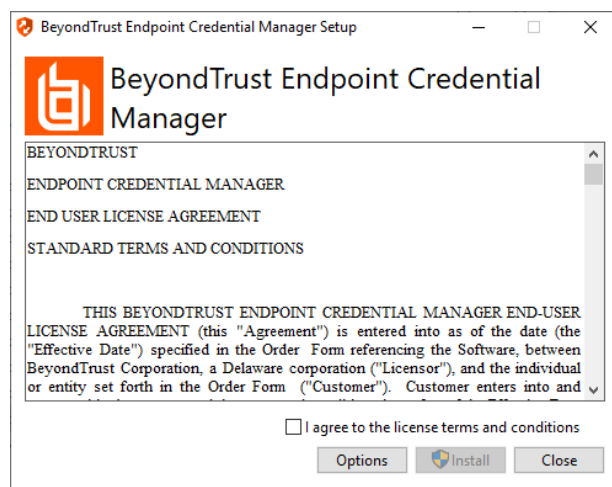 BeyondTrust Endpoint Credential Manager Setup
BeyondTrust Endpoint Credential
Manager
BEYONDTRUST
ENDPOINT CREDENTIAL MANAGER
END USER LICENSE AGREEMENT
STANDARD TERMS AND CONDITIONS
THIS BEYONDTRUST ENDPOINT CREDENTIAL MANAGER END-USER
LICENSE AGREEMENT (this "Agreement") is entered into as of the date (the
"Effective Date") specified in the Order Form referencing the Software, between
BeyondTrust Corporation, a Delaware corporation ("Licensor"), and the individual
or entity set forth in the Order Form ("Customer"). Customer enters into and
I agree to the license terms and conditions
Options
Install
Close